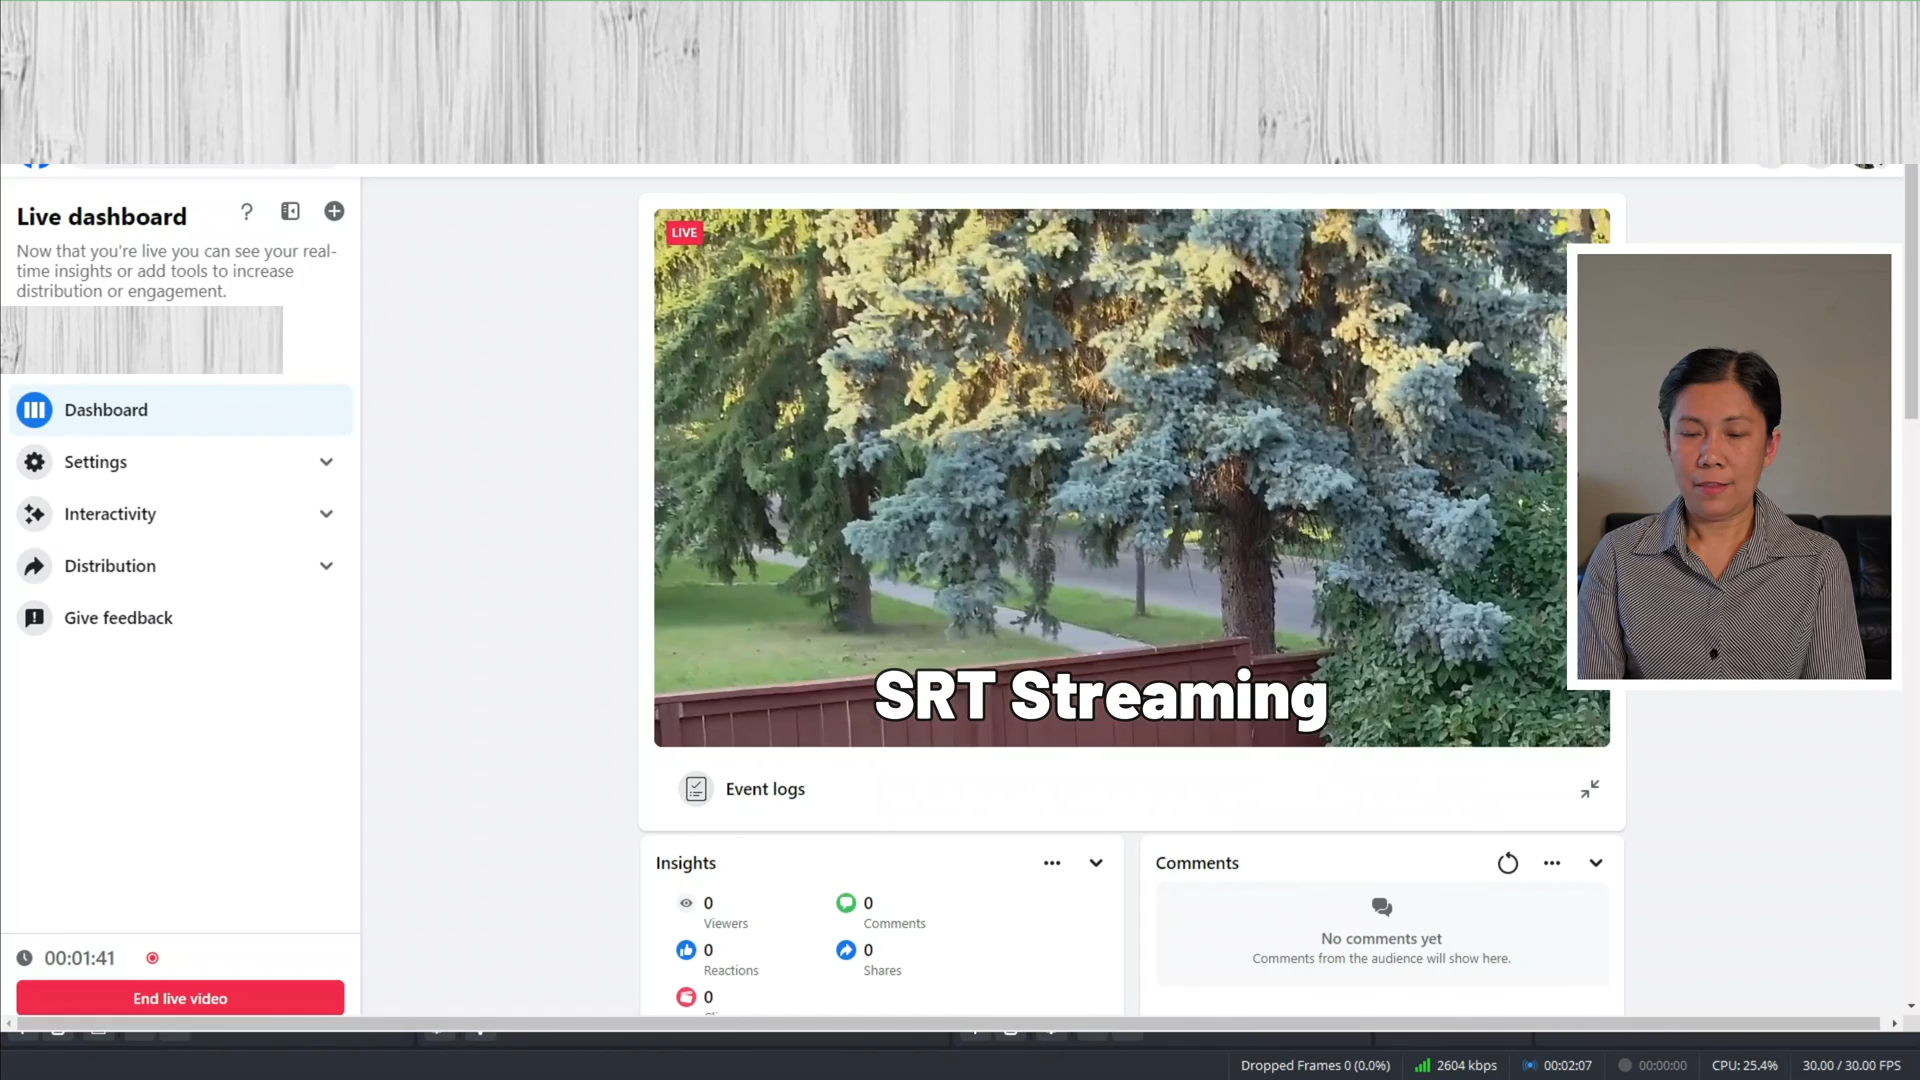 Live dashboard
Now that you're live you can see your real-
time insights or add tools to increase
distribution or engagement.
Dashboard
Settings
Interactivity
Distribution
Give feedback
00:01:41
End live video
LIVE
SRT Streaming
Event logs
Insights
0
Viewers
0
Comments
0
Reactions
0
Shares
0
Comments
No comments yet
Comments from the audience will show here.
Dropped Frames 0 (0.0%)
2604 kbps
00:02:07
00:00:00
CPU: 25.4%
30.00 / 30.00 FPS